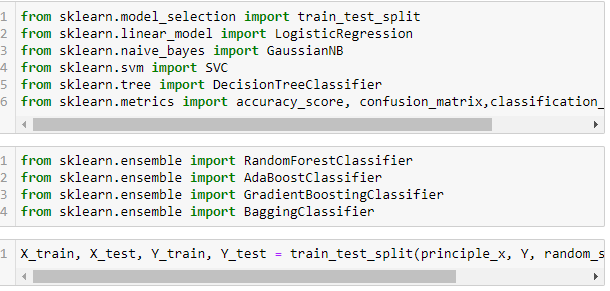 1 from sklearn.model_selection import train_test_split
2 from sklearn.linear_model import LogisticRegression
3 from sklearn.naive_bayes import GaussianNB
4 from sklearn.svm import SVC
5 from sklearn.tree import DecisionTreeClassifier
6 from sklearn.metrics import accuracy_score, confusion_matrix,classification_
1 from sklearn.ensemble import RandomForestClassifier
2 from sklearn.ensemble import AdaBoostClassifier
3 from sklearn.ensemble import GradientBoostingClassifier
4 from sklearn.ensemble import BaggingClassifier
1 X_train, X_test, Y_train, Y_test = train_test_split(principle_x, Y, random_s